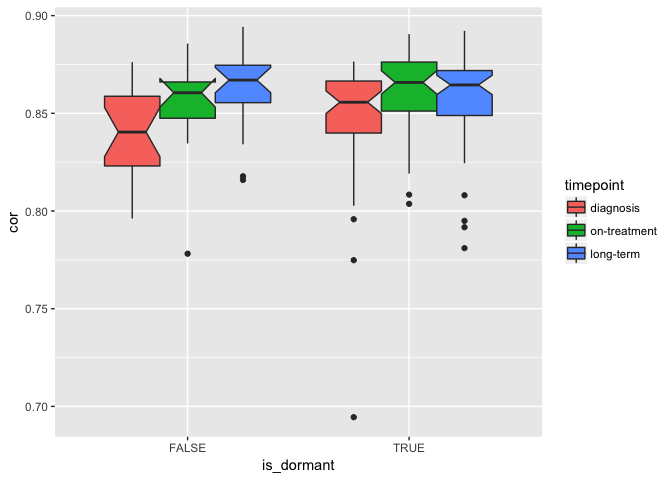 0.90
0.85
0.80
0.75
0.70
cor
FALSE
TRUE
is_dormant
timepoint
diagnosis
on-treatment
long-term